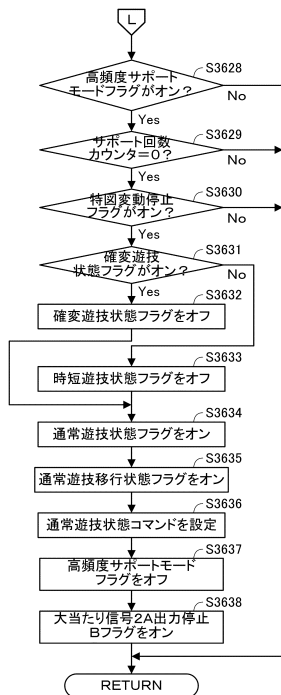 L
S3628
高頻度サポート
モードフラグがオン？
No
Yes
S3629
サポート回数
カウンタ＝０？
No
Yes
S3630
特図変動停止
フラグがオン？
No
Yes
S3631
確変遊技
状態フラグがオン？
No
Yes
S3632
確変遊技状態フラグをオフ
S3633
時短遊技状態フラグをオフ
S3634
通常遊技状態フラグをオン
S3635
通常遊技移行状態フラグをオン
S3636
通常遊技状態コマンドを設定
S3637
高頻度サポートモード
フラグをオフ
S3638
大当たり信号2A出力停止
Bフラグをオン
RETURN